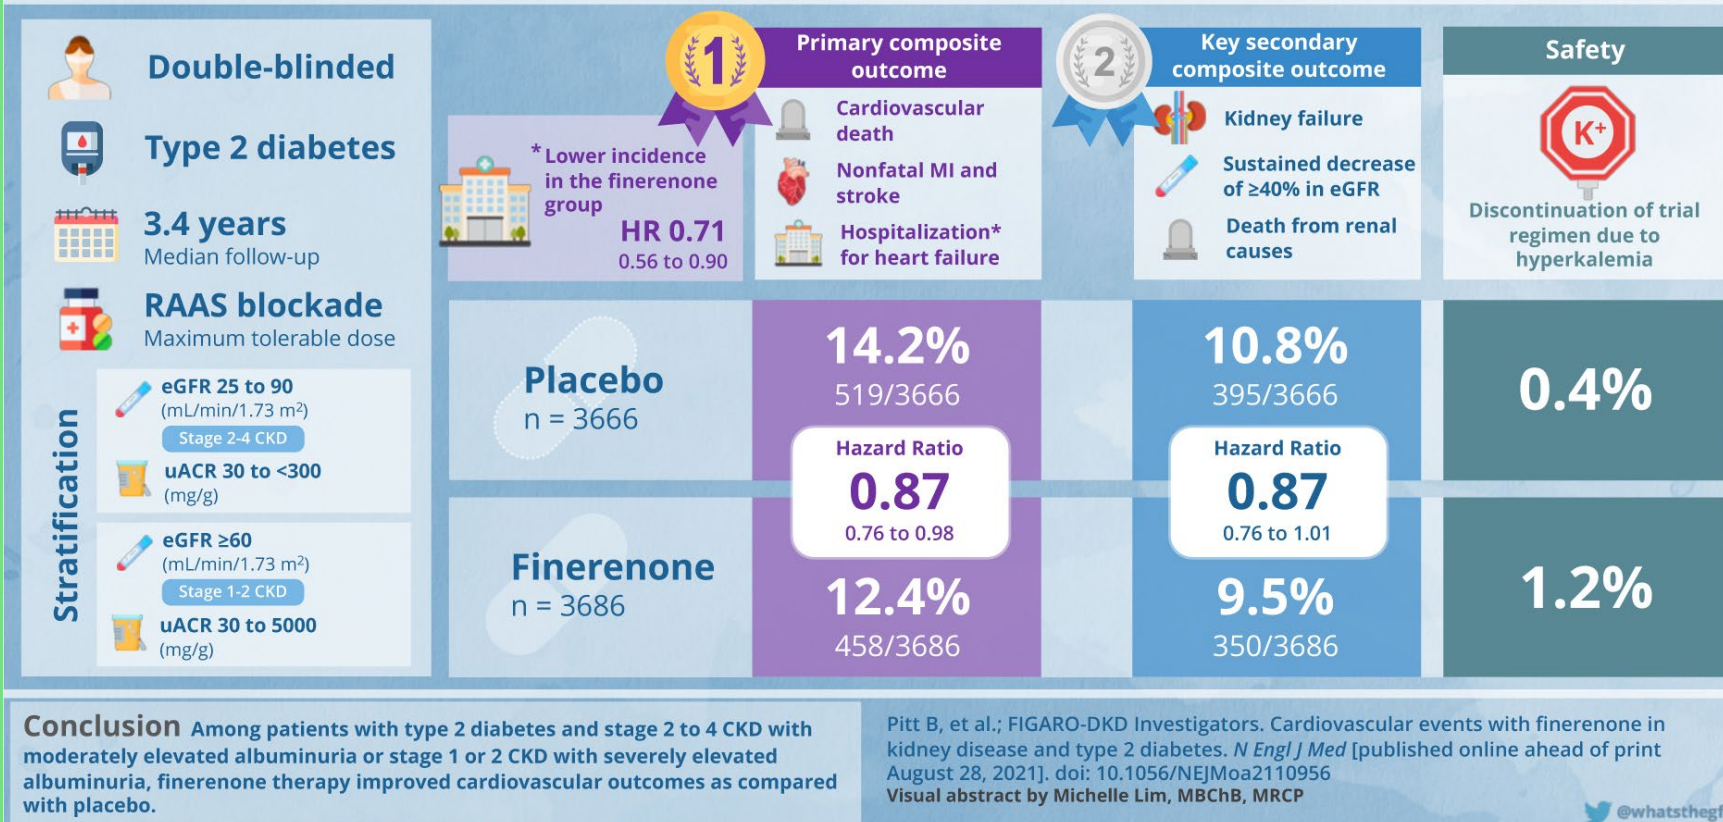 Double-blinded
Type 2 diabetes
3.4 years
Median follow-up
RAAS blockade
Maximum tolerable dose
Stratification
eGFR 25 to 90
(mL/min/1.73 m²)
Stage 2-4 CKD
uACR 30 to <300
(mg/g)
eGFR ≥60
(mL/min/1.73 m²)
Stage 1-2 CKD
uACR 30 to 5000
(mg/g)
* Lower incidence
in the finerenone
group
HR 0.71
0.56 to 0.90
1
Primary composite
outcome
Cardiovascular
death
Nonfatal MI and
stroke
Hospitalization*
for heart failure
2
Key secondary
composite outcome
Kidney failure
Sustained decrease
of ≥40% in eGFR
Death from renal
causes
Safety
K+
Discontinuation of trial
regimen due to
hyperkalemia
Placebo
n = 3666
14.2%
519/3666
10.8%
395/3666
0.4%
Hazard Ratio
0.87
0.76 to 0.98
Hazard Ratio
0.87
0.76 to 1.01
Finerenone
n = 3686
12.4%
458/3686
9.5%
350/3686
1.2%
Conclusion Among patients with type 2 diabetes and stage 2 to 4 CKD with
moderately elevated albuminuria or stage 1 or 2 CKD with severely elevated
albuminuria, finerenone therapy improved cardiovascular outcomes as compared
with placebo.
Pitt B, et al.; FIGARO-DKD Investigators. Cardiovascular events with finerenone in
kidney disease and type 2 diabetes. N Engl J Med [published online ahead of print
August 28, 2021]. doi: 10.1056/NEJMoa2110956
Visual abstract by Michelle Lim, MBChB, MRCP